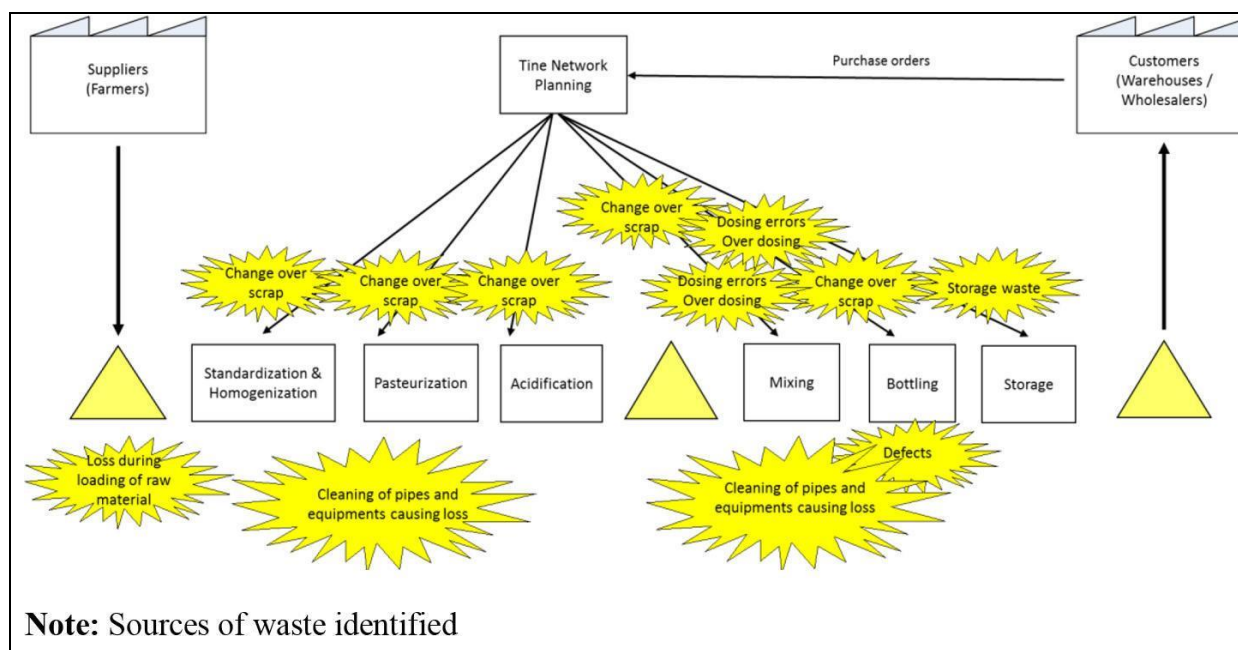 Suppliers
(Farmers)
Tine Network
Planning
Purchase orders
Customers
(Warehouses /
Wholesalers)
Change over
scrap
Dosing errors
Over dosing
Change over
scrap
Change over
scrap
Change over
scrap
Dosing errors
Over dosing
Change over
scrap
Storage waste
Standardization &
Homogenization
Pasteurization
Acidification
Mixing
Bottling
Storage
Loss during
loading of raw
material
Cleaning of pipes and
equipments causing loss
Defects
Cleaning of pipes and
equipments causing loss
Note: Sources of waste identified